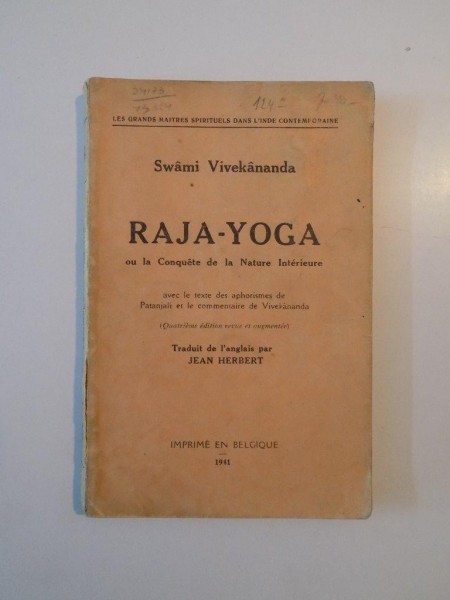 1242
LES GRANDS MAITRES SPIRITUELS DANS L'INDE CONTEMPORAINE
Swâmi Vivekânanda
RAJA-YOGA
ou la Conquête de la Nature Intérieure
avec le texte des aphorismes de
Patanjali et le commentaire de Vivekânanda
(Quatrième édition revue et augmentée)
Traduit de l'anglais par
JEAN HERBERT
IMPRIMÉ EN BELGIQUE
1941